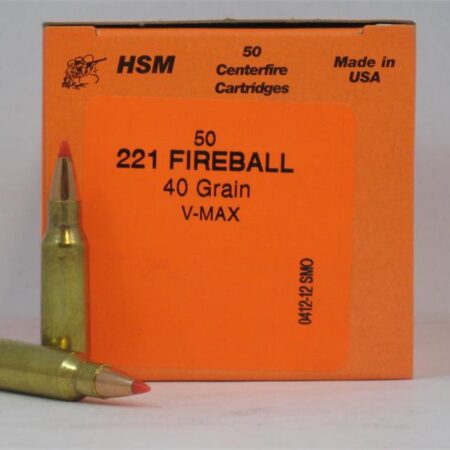 HSM
50
Centerfire
Cartridges
Made in
USA
50
221 FIREBALL
40 Grain
V-MAX
0412-12 SMO